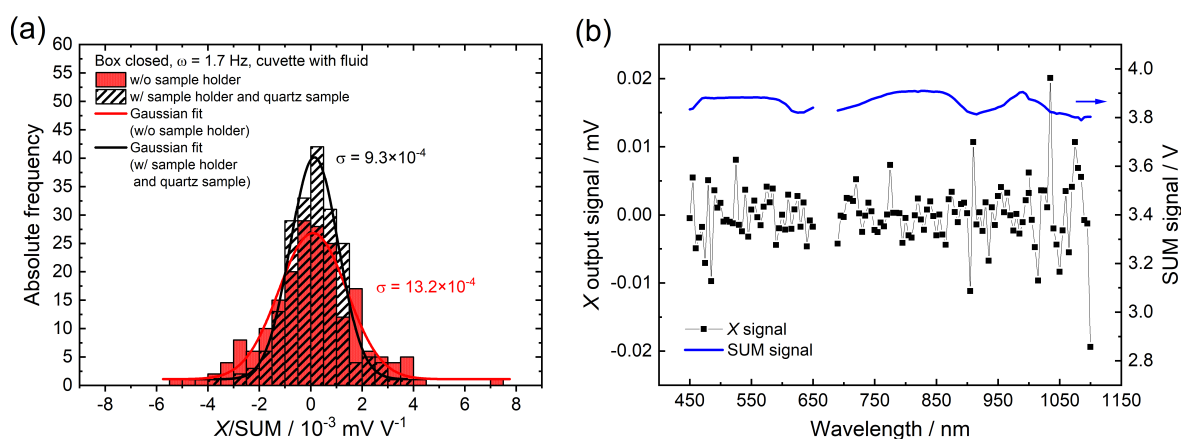 (a)
60
55
50
45
40
35
30
25
20
15
10
5
0
Absolute frequency
Box closed, ω = 1.7 Hz, cuvette with fluid
w/o sample holder
w/ sample holder and quartz sample
Gaussian fit
(w/o sample holder)
Gaussian fit
(w/ sample holder
and quartz sample)
σ = 9.3×10⁻⁴
σ = 13.2×10⁻⁴
-8 -6 -4 -2 0 2 4 6 8
X/SUM / 10⁻³ mV V⁻¹
(b)
0.02
0.01
0.00
-0.01
-0.02
X output signal / mV
X signal
SUM signal
4.0
3.8
3.6
3.4
3.2
3.0
2.8
SUM signal / V
450 550 650 750 850 950 1050 1150
Wavelength / nm